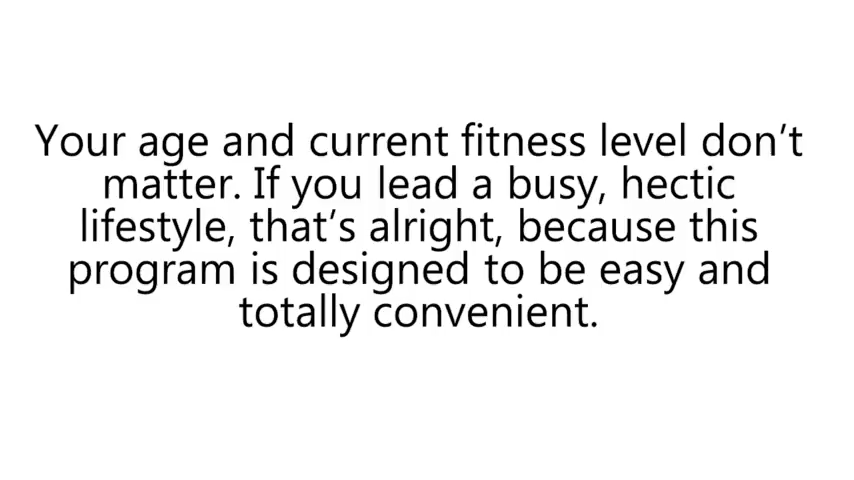 Your age and current fitness level don’t
matter. If you lead a busy, hectic
lifestyle, that’s alright, because this
program is designed to be easy and
totally convenient.